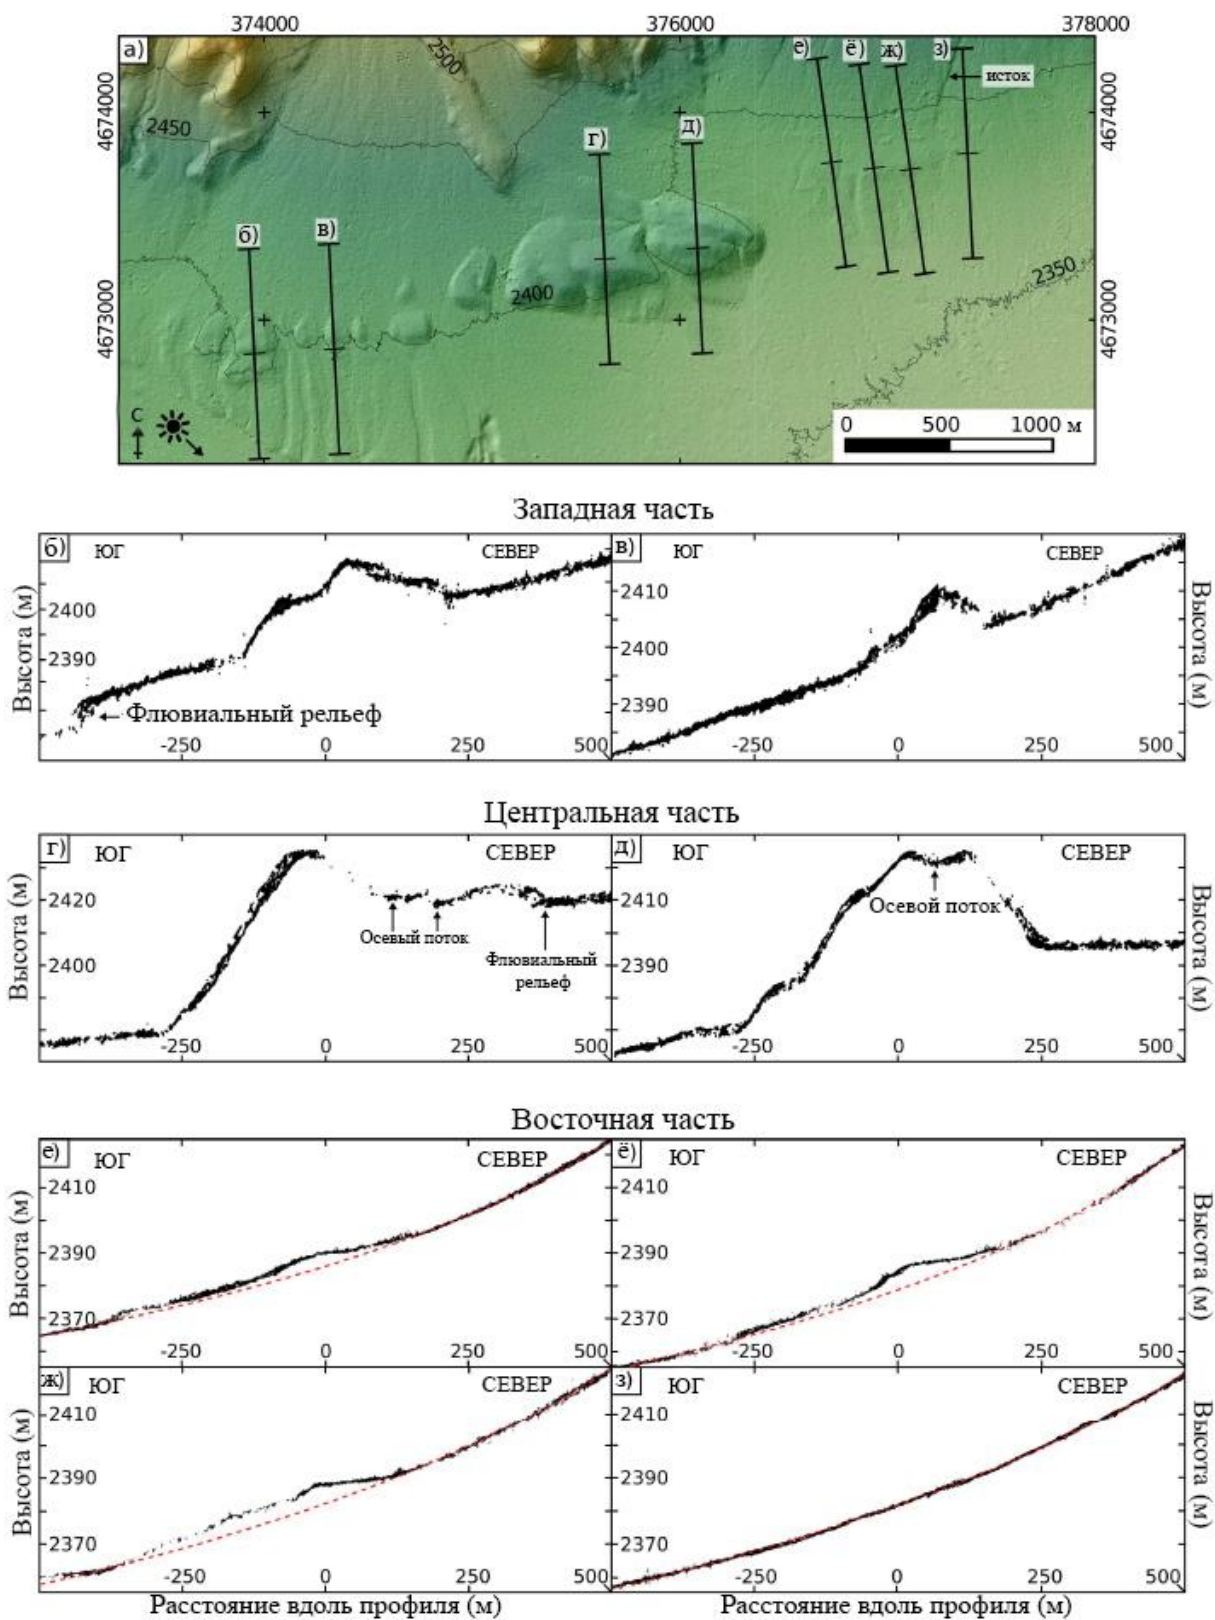 374000 376000 378000
а) 2500 е) ё) ж) з)
исток
4674000 2450 г) д) 4674000
б) в)
2400 2350
4673000 4673000
С
0 500 1000 м
Западная часть
б) ЮГ СЕВЕР в) ЮГ СЕВЕР
Высота (м) 2400 2390 2410 2400 2390 Высота (м)
Флювиальный рельеф
-250 0 250 500 -250 0 250 500
Центральная часть
г) ЮГ СЕВЕР д) ЮГ СЕВЕР
Высота (м) 2420 2400 2410 2390 Высота (м)
Осевый поток
Флювиальный
рельеф
Осевой поток
-250 0 250 500 -250 0 250 500
Восточная часть
е) ЮГ СЕВЕР ё) ЮГ СЕВЕР
Высота (м) 2410 2390 2370 2410 2390 2370 Высота (м)
-250 0 250 500 -250 0 250 500
ж) ЮГ СЕВЕР з) ЮГ СЕВЕР
Высота (м) 2410 2390 2370 2410 2390 2370 Высота (м)
-250 0 250 500 -250 0 250 500
Расстояние вдоль профиля (м) Расстояние вдоль профиля (м)